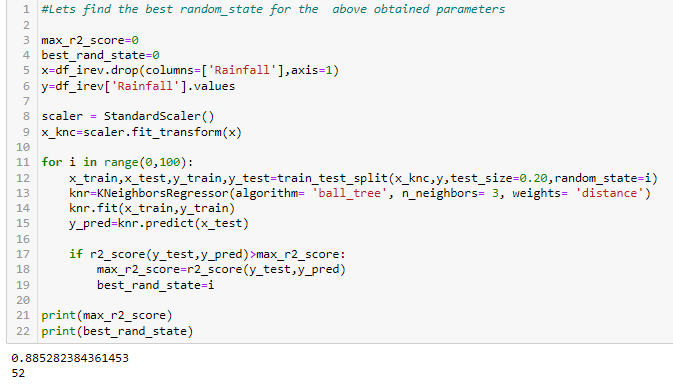 1 #Lets find the best random_state for the  above obtained parameters
2
3 max_r2_score=0
4 best_rand_state=0
5 x=df_irev.drop(columns=['Rainfall'],axis=1)
6 y=df_irev['Rainfall'].values
7
8 scaler = StandardScaler()
9 x_knc=scaler.fit_transform(x)
10
11 for i in range(0,100):
12     x_train,x_test,y_train,y_test=train_test_split(x_knc,y,test_size=0.20,random_state=i)
13     knr=KNeighborsRegressor(algorithm= 'ball_tree', n_neighbors= 3, weights= 'distance')
14     knr.fit(x_train,y_train)
15     y_pred=knr.predict(x_test)
16
17     if r2_score(y_test,y_pred)>max_r2_score:
18         max_r2_score=r2_score(y_test,y_pred)
19         best_rand_state=i
20
21 print(max_r2_score)
22 print(best_rand_state)
0.885282384361453
52